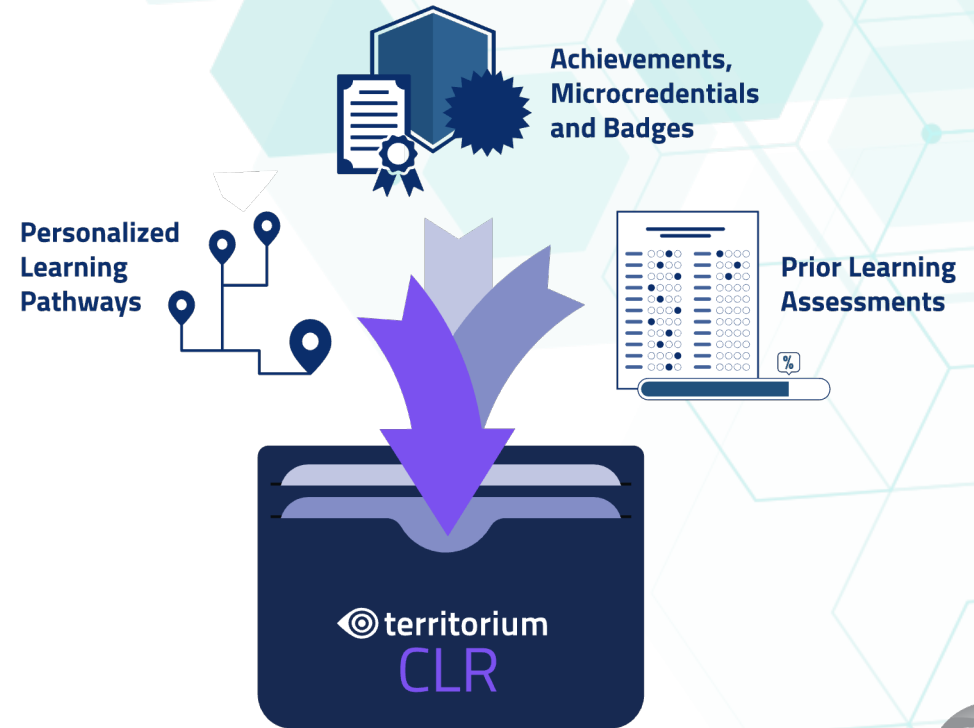 Achievements,
Microcredentials
and Badges
Personalized
Learning
Pathways
Prior Learning
Assessments
%
territorium
CLR